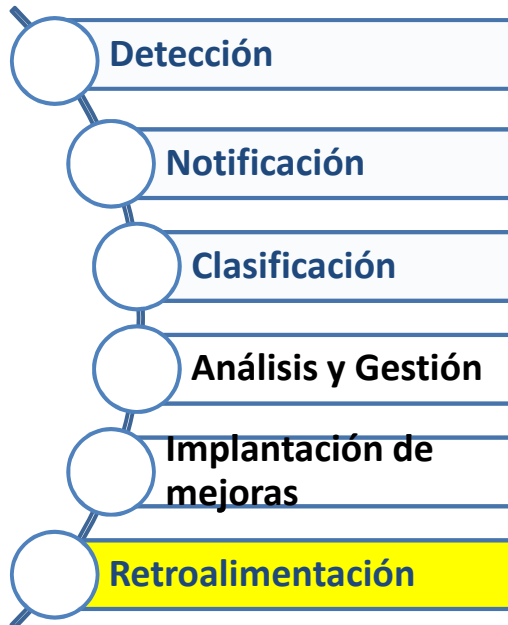 Detección
Notificación
Clasificación
Análisis y Gestión
Implantación de
mejoras
Retroalimentación